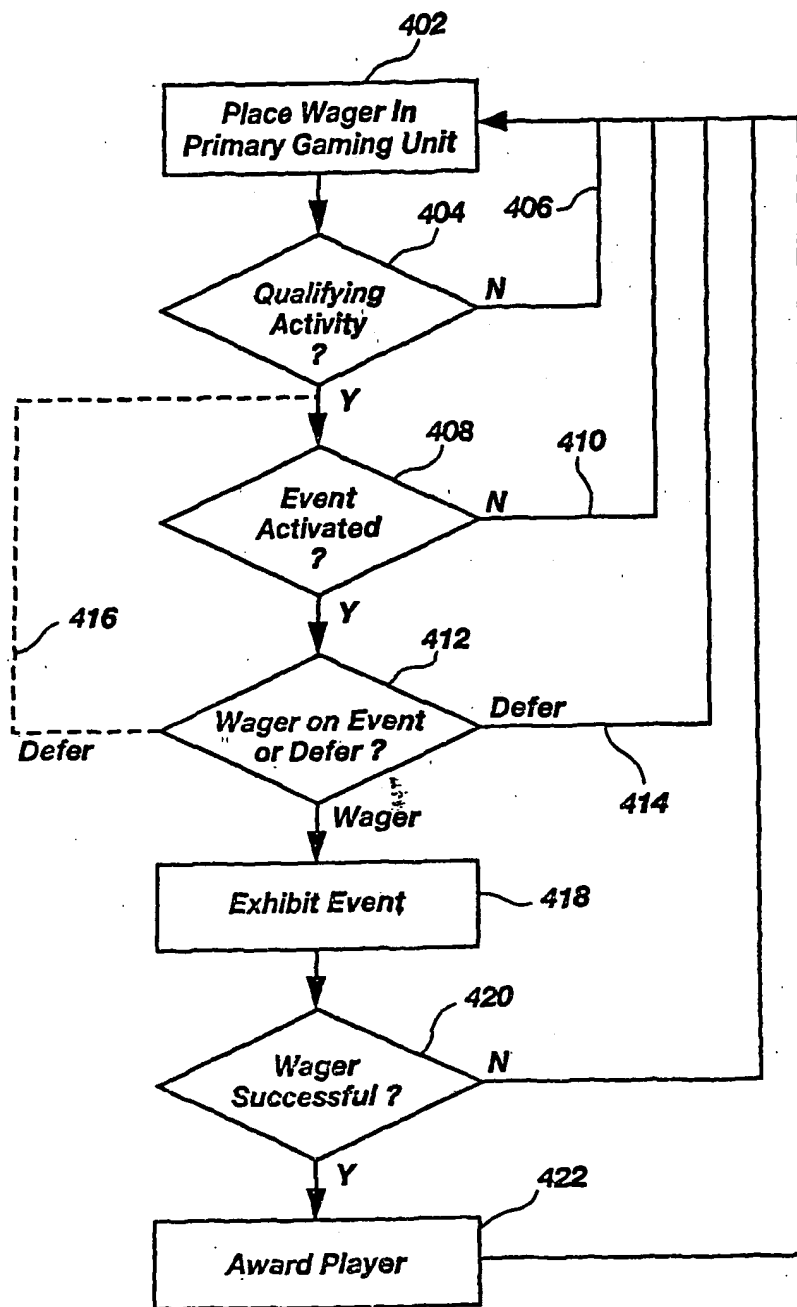 402
Place Wager In
Primary Gaming Unit
406
404
Qualifying
Activity
?
N
Y
408
410
Event
Activated
?
N
Y
416
412
Wager on Event
or Defer ?
Defer
Defer
414
Wager
Exhibit Event
418
420
Wager
Successful ?
N
Y
422
Award Player